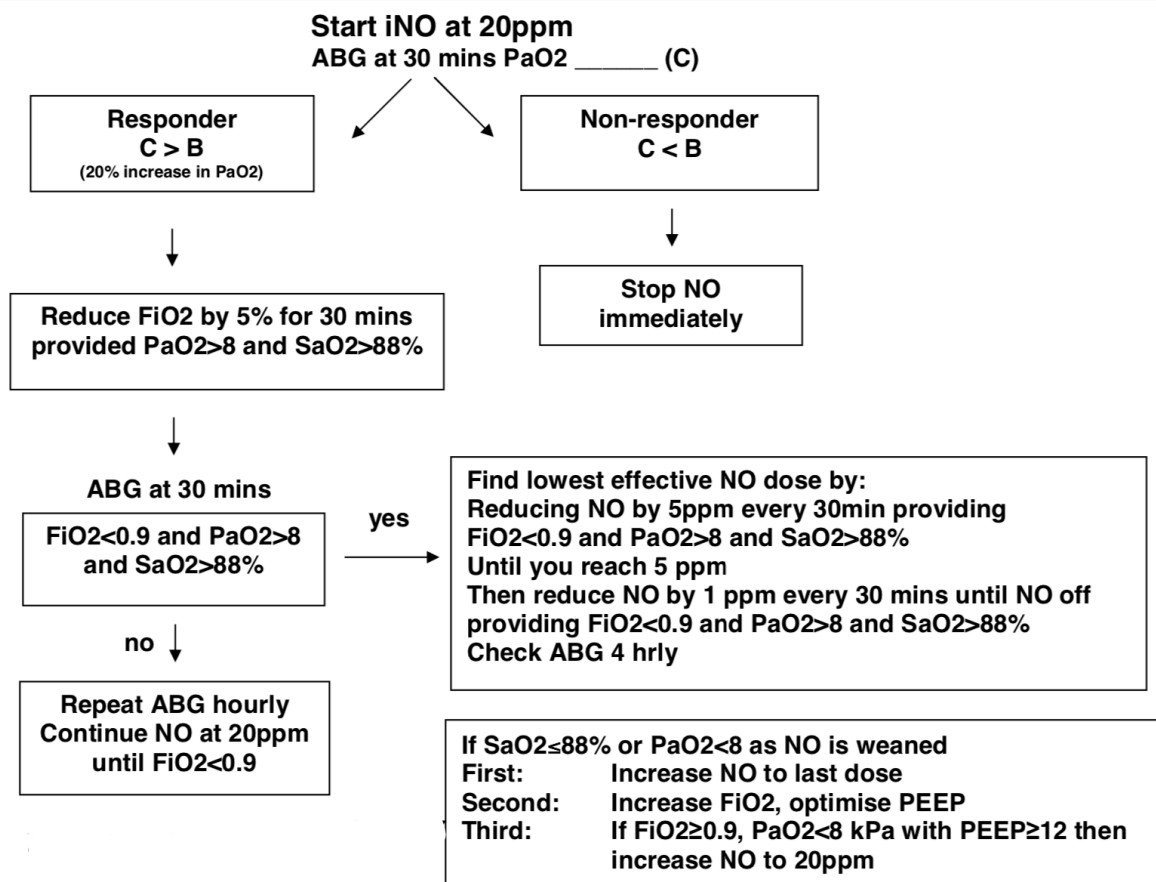 Start iNO at 20ppm
ABG at 30 mins PaO2 ______ (C)
Responder
C > B
(20% increase in PaO2)
Non-responder
C < B
Stop NO
immediately
Reduce FiO2 by 5% for 30 mins
provided PaO2>8 and SaO2>88%
ABG at 30 mins
FiO2<0.9 and PaO2>8
and SaO2>88%
yes
Find lowest effective NO dose by:
Reducing NO by 5ppm every 30min providing
FiO2<0.9 and PaO2>8 and SaO2>88%
Until you reach 5 ppm
Then reduce NO by 1 ppm every 30 mins until NO off
providing FiO2<0.9 and PaO2>8 and SaO2>88%
Check ABG 4 hrly
no
Repeat ABG hourly
Continue NO at 20ppm
until FiO2<0.9
If SaO2≤88% or PaO2<8 as NO is weaned
First: Increase NO to last dose
Second: Increase FiO2, optimise PEEP
Third: If FiO2≥0.9, PaO2<8 kPa with PEEP≥12 then
increase NO to 20ppm